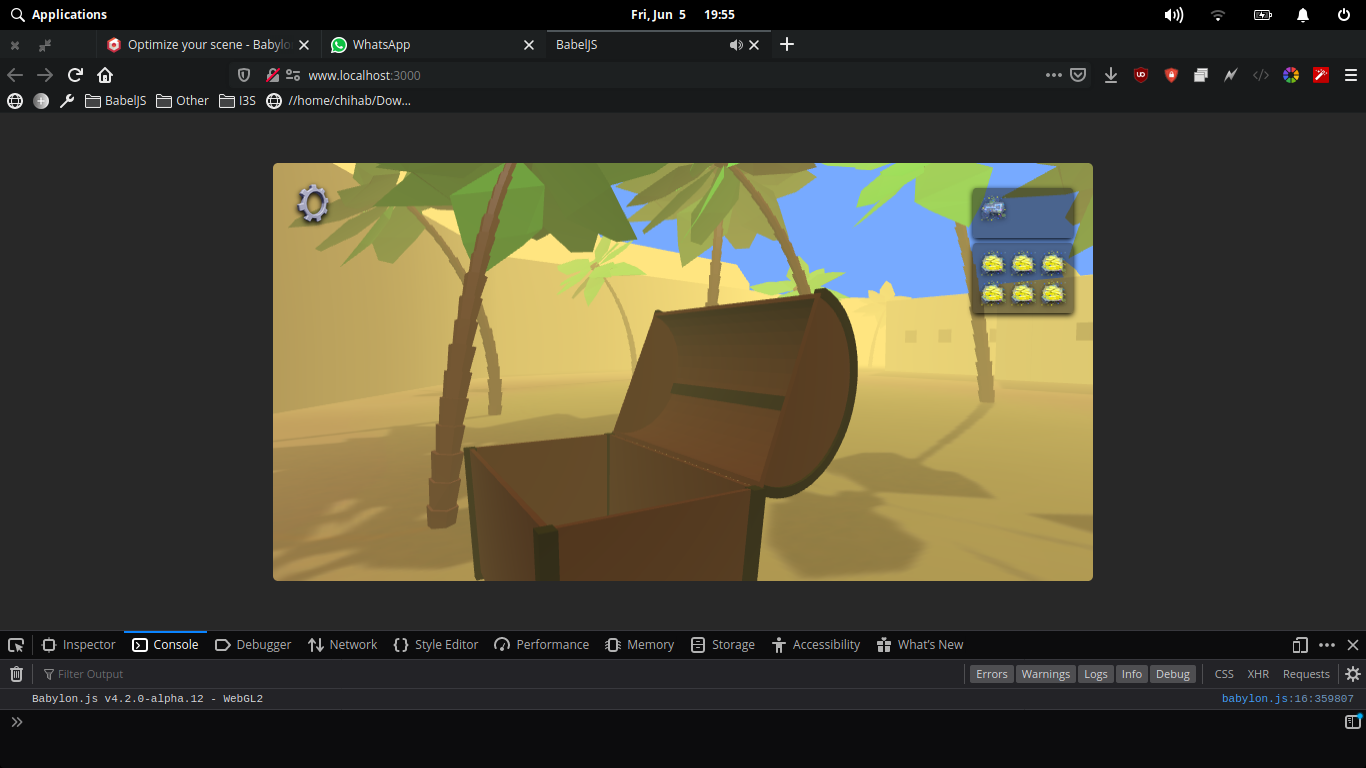 Applications
Fri, Jun 5 19:55
Optimize your scene - Babylo
WhatsApp
BabelJS
www.localhost:3000
BabelJS
Other
I3S
//home/chihab/Dow...
Inspector
Console
Debugger
Network
Style Editor
Performance
Memory
Storage
Accessibility
What's New
Filter Output
Errors
Warnings
Logs
Info
Debug
CSS
XHR
Requests
Babylon.js v4.2.0-alpha.12 - WebGL2
babylon.js:16:359807